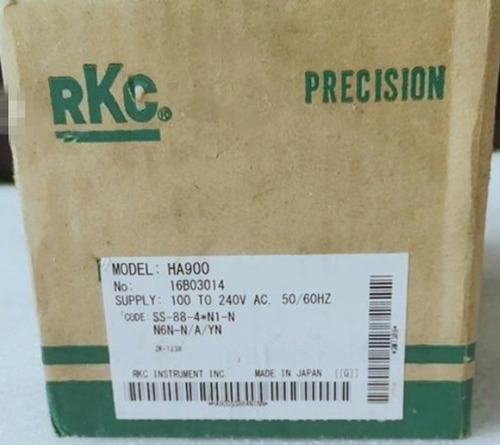 RKC®
PRECISION
MODEL: HA900
No: 16B03014
SUPPLY: 100 TO 240V AC. 50/60HZ
CODE: SS-88-4*N1-N
N6N-N/A/YN
RKC INSTRUMENT INC. MADE IN JAPAN [[G]]